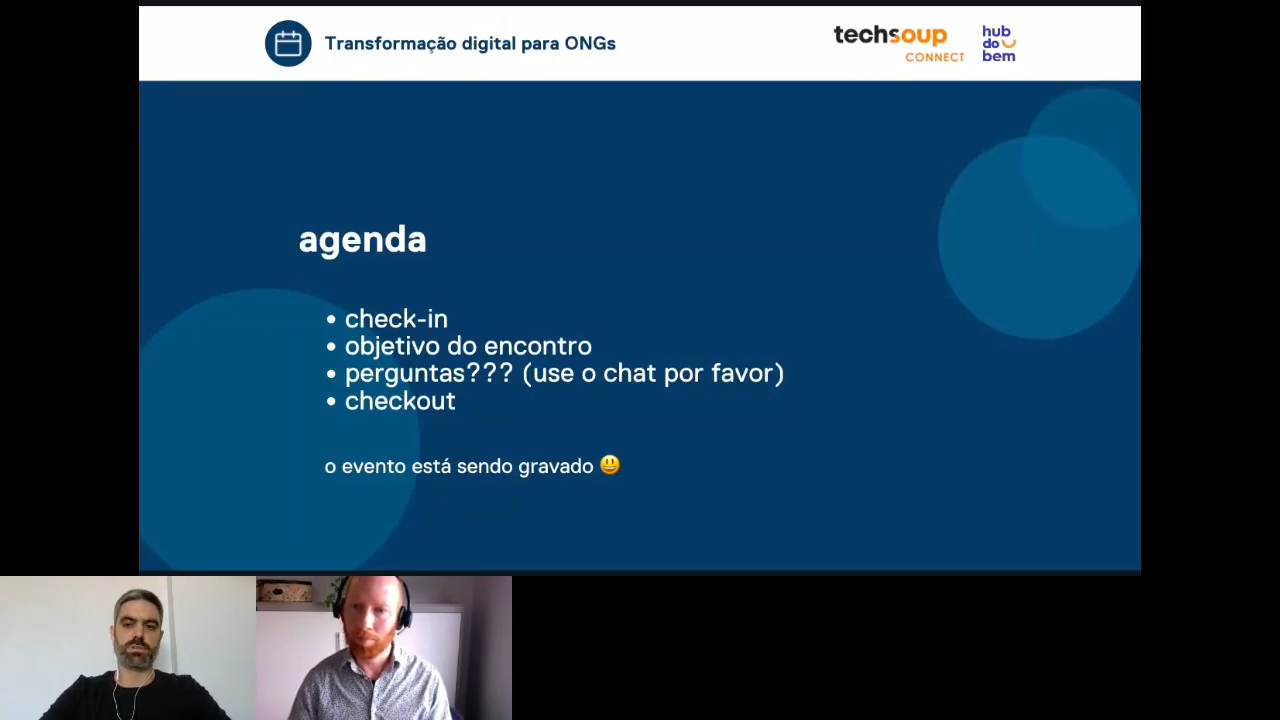 Transformação digital para ONGs
techsoup
CONNECT
hub
do
bem
agenda
• check-in
• objetivo do encontro
• perguntas??? (use o chat por favor)
• checkout
o evento está sendo gravado 😃